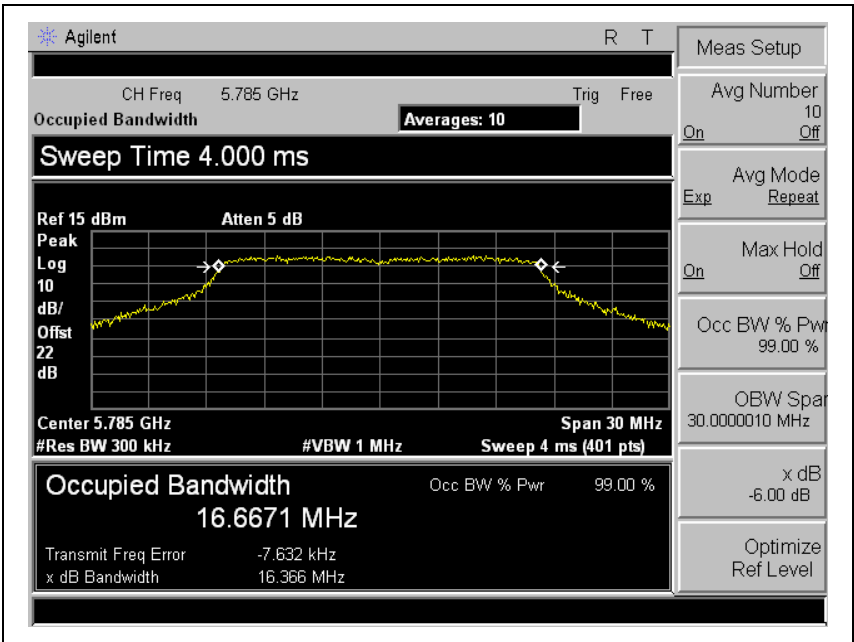 Agilent R T
CH Freq 5.785 GHz Trig Free
Occupied Bandwidth Averages: 10
Sweep Time 4.000 ms
Ref 15 dBm Atten 5 dB
Peak
Log
10
dB/
Offst
22
dB
Center 5.785 GHz Span 30 MHz
#Res BW 300 kHz #VBW 1 MHz Sweep 4 ms (401 pts)
Occupied Bandwidth Occ BW % Pwr 99.00 %
16.6671 MHz
Transmit Freq Error -7.632 kHz
x dB Bandwidth 16.366 MHz
Meas Setup
Avg Number
10
On Off
Avg Mode
Exp Repeat
Max Hold
On Off
Occ BW % Pwr
99.00 %
OBW Span
30.0000010 MHz
x dB
-6.00 dB
Optimize
Ref Level